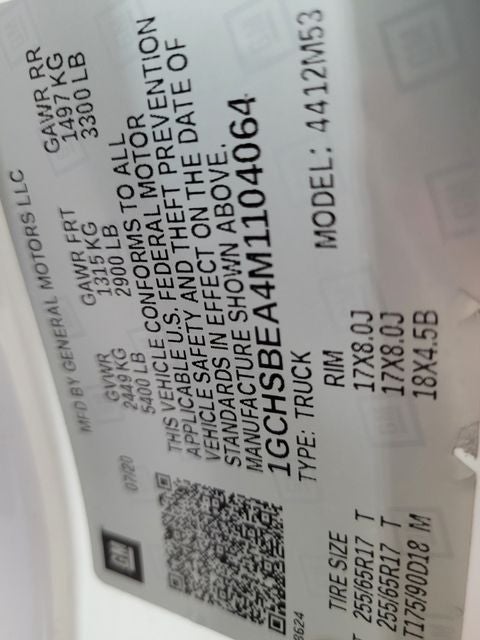 MFD BY GENERAL MOTORS LLC
GM
07/20
GVWR GAWR FRT GAWR RR
2449 KG 1315 KG 1497 KG
5400 LB 2900 LB 3300 LB
THIS VEHICLE CONFORMS TO ALL
APPLICABLE U.S. FEDERAL MOTOR
VEHICLE SAFETY AND THEFT PREVENTION
STANDARDS IN EFFECT ON THE DATE OF
MANUFACTURE SHOWN ABOVE.
1GCHSBEA4M1104064
TYPE: TRUCK MODEL: 4412M53
3624
TIRE SIZE RIM
255/65R17 T 17X8.0J
255/65R17 T 17X8.0J
T175/90D18 M 18X4.5B